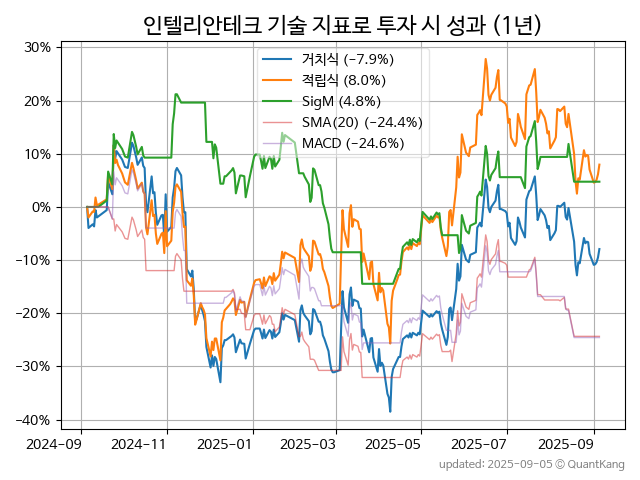 인텔리안테크 기술 지표로 투자 시 성과 (1년)
거치식 (−7.9%)
적립식 (8.0%)
SigM (4.8%)
SMA(20) (−24.4%)
MACD (−24.6%)
30%
20%
10%
0%
−10%
−20%
−30%
−40%
2024-09 2024-11 2025-01 2025-03 2025-05 2025-07 2025-09
updated: 2025-09-05 © QuantKang